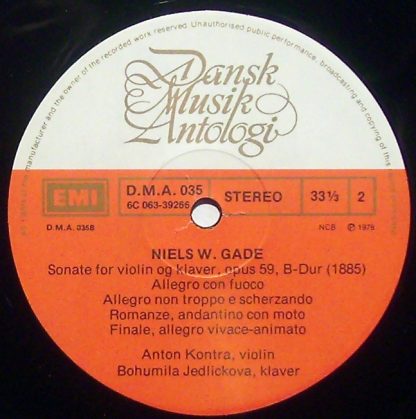 manufacturer and the owner of the recorded work reserved. Unauthorised public performance, broadcasting and copying of this
Dansk
Musik
Antologi
EMI
D.M.A. 035
6C 063-39266
STEREO
33⅓
2
D.M.A. 035B
NCB ℗ 1978
NIELS W. GADE
Sonate for violin og klaver, opus 59, B-Dur (1885)
Allegro con fuoco
Allegro non troppo e scherzando
Romanze, andantino con moto
Finale, allegro vivace-animato
Anton Kontra, violin
Bohumila Jedlickova, klaver